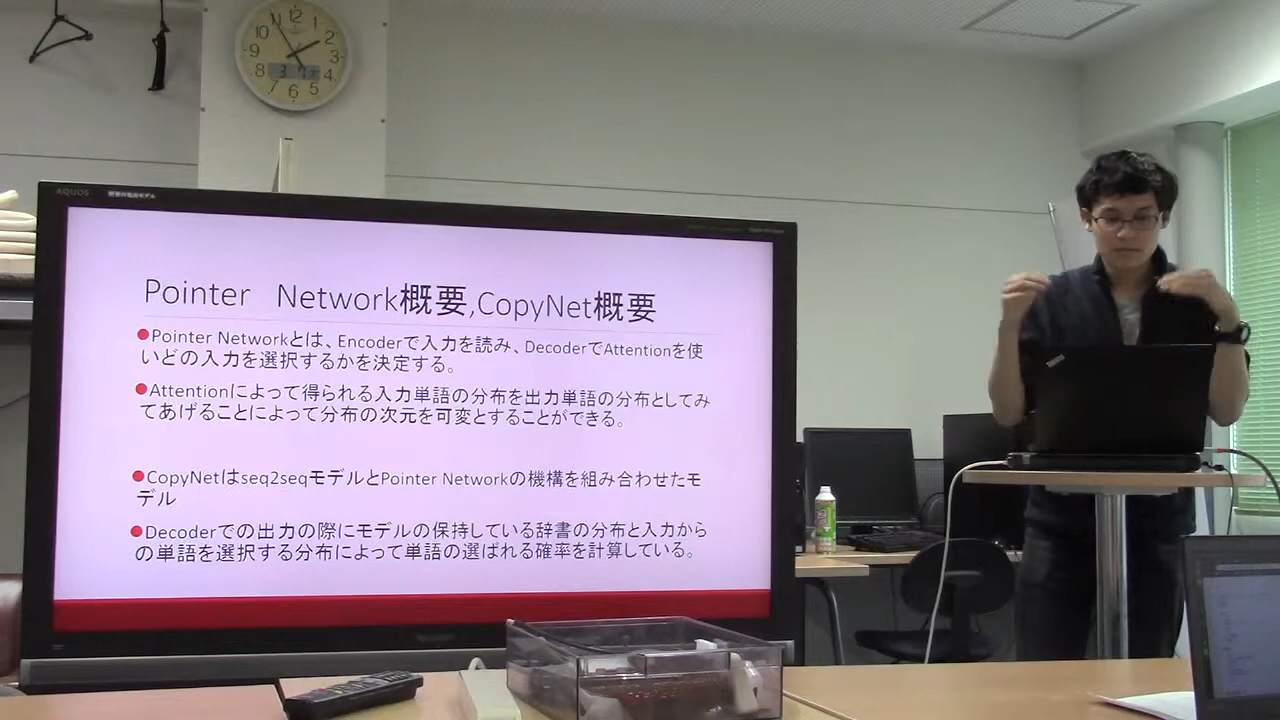 12
1
2
3
4
5
6
7
8
9
10
11
AQUOS
Pointer Network概要,CopyNet概要
●Pointer Networkとは、Encoderで入力を読み、DecoderでAttentionを使
いどの入力を選択するかを決定する。
●Attentionによって得られる入力単語の分布を出力単語の分布としてみ
てあげることによって分布の次元を可変とすることができる。
●CopyNetはseq2seqモデルとPointer Networkの機構を組み合わせたモ
デル
●Decoderでの出力の際にモデルの保持している辞書の分布と入力から
の単語を選択する分布によって単語の選ばれる確率を計算している。